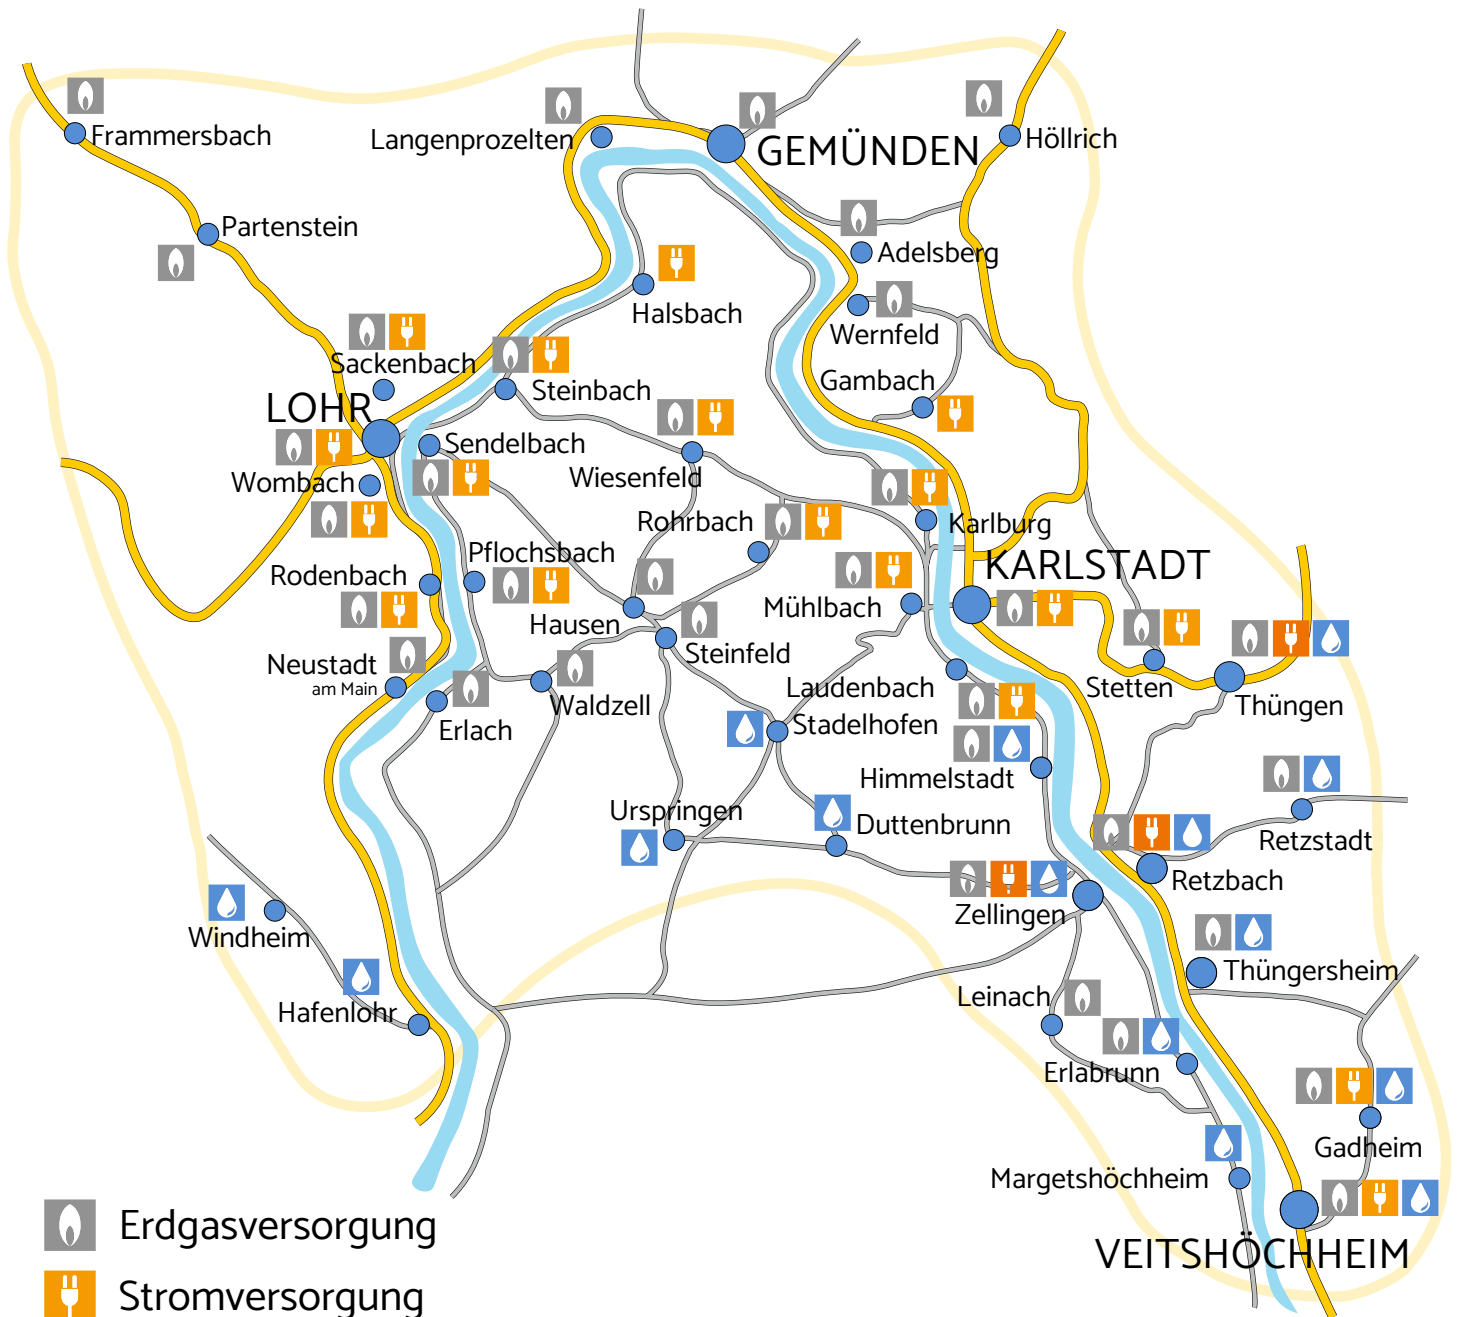 Frammersbach
Langenprozelten
GEMÜNDEN
Höllrich
Partenstein
Adelsberg
Halsbach
Wernfeld
Sackenbach
Steinbach
Gambach
LOHR
Sendelbach
Wombach
Wiesenfeld
Rohrbach
Karlburg
Pflochsbach
KARLSTADT
Rodenbach
Mühlbach
Hausen
Neustadt
am Main
Steinfeld
Laudenbach
Stetten
Waldzell
Thüngen
Erlach
Stadelhofen
Himmelstadt
Urspringen
Duttenbrunn
Retzstadt
Retzbach
Zellingen
Windheim
Thüngersheim
Leinach
Hafenlohr
Erlabrunn
Gadheim
Margetshöchheim
VEITSHÖCHHEIM
Erdgasversorgung
Stromversorgung